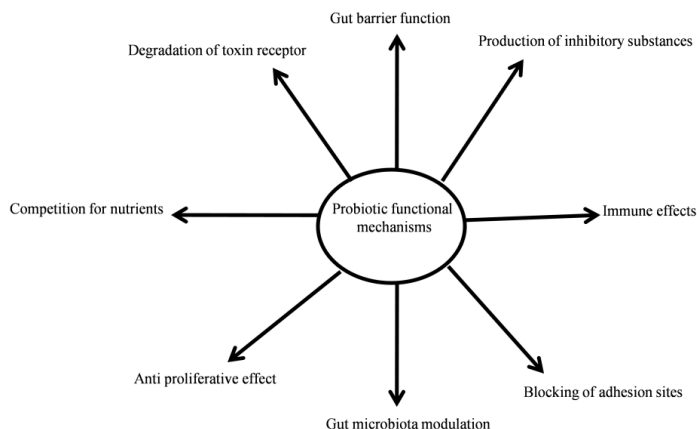 Gut barrier function
Degradation of toxin receptor
Production of inhibitory substances
Competition for nutrients
Probiotic functional
mechanisms
Immune effects
Anti proliferative effect
Blocking of adhesion sites
Gut microbiota modulation